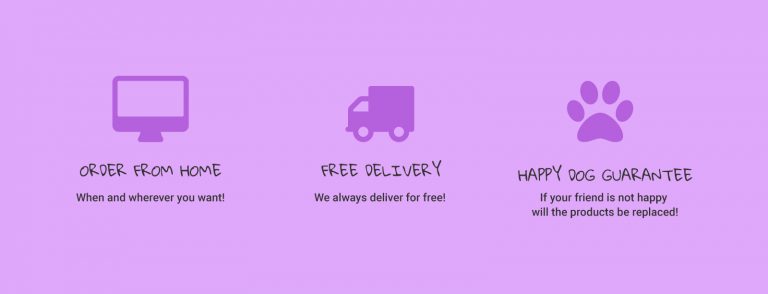 ORDER FROM HOME
When and wherever you want!
FREE DELIVERY
We always deliver for free!
HAPPY DOG GUARANTEE
If your friend is not happy
will the products be replaced!